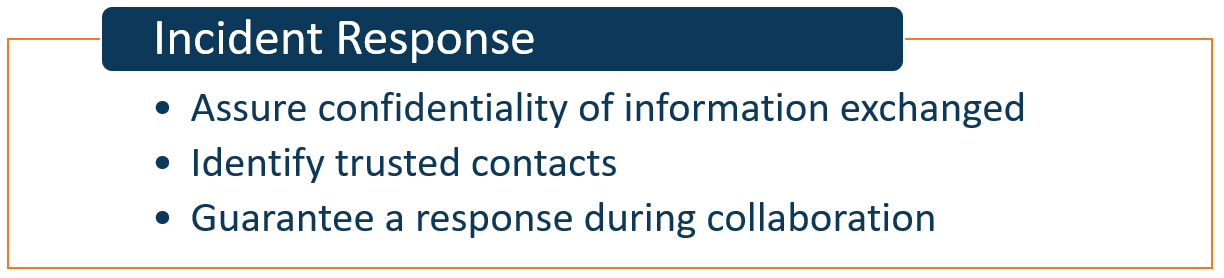 Incident Response
• Assure confidentiality of information exchanged
• Identify trusted contacts
• Guarantee a response during collaboration